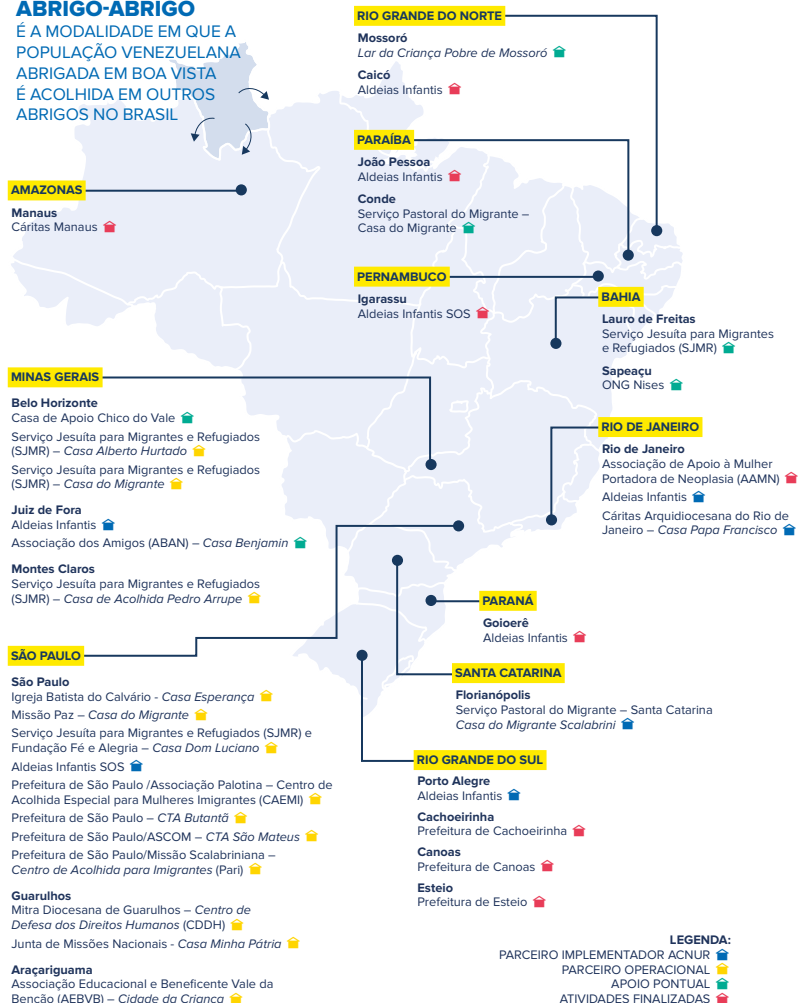 ABRIGO-ABRIGO
É A MODALIDADE EM QUE A
POPULAÇÃO VENEZUELANA
ABRIGADA EM BOA VISTA
É ACOLHIDA EM OUTROS
ABRIGOS NO BRASIL
AMAZONAS
Manaus
Cáritas Manaus
RIO GRANDE DO NORTE
Mossoró
Lar da Criança Pobre de Mossoró
Caicó
Aldeias Infantis
PARAÍBA
João Pessoa
Aldeias Infantis
Conde
Serviço Pastoral do Migrante –
Casa do Migrante
PERNAMBUCO
Igarassu
Aldeias Infantis SOS
BAHIA
Lauro de Freitas
Serviço Jesuíta para Migrantes
e Refugiados (SJMR)
Sapeaçu
ONG Nises
MINAS GERAIS
Belo Horizonte
Casa de Apoio Chico do Vale
Serviço Jesuíta para Migrantes e Refugiados
(SJMR) – Casa Alberto Hurtado
Serviço Jesuíta para Migrantes e Refugiados
(SJMR) – Casa do Migrante
Juiz de Fora
Aldeias Infantis
Associação dos Amigos (ABAN) – Casa Benjamin
Montes Claros
Serviço Jesuíta para Migrantes e Refugiados
(SJMR) – Casa de Acolhida Pedro Arrupe
RIO DE JANEIRO
Rio de Janeiro
Associação de Apoio à Mulher
Portadora de Neoplasia (AAMN)
Aldeias Infantis
Cáritas Arquidiocesana do Rio de
Janeiro – Casa Papa Francisco
PARANÁ
Goioerê
Aldeias Infantis
SANTA CATARINA
Florianópolis
Serviço Pastoral do Migrante – Santa Catarina
Casa do Migrante Scalabrini
SÃO PAULO
São Paulo
Igreja Batista do Calvário - Casa Esperança
Missão Paz – Casa do Migrante
Serviço Jesuíta para Migrantes e Refugiados (SJMR) e
Fundação Fé e Alegria – Casa Dom Luciano
Aldeias Infantis SOS
Prefeitura de São Paulo /Associação Palotina – Centro de
Acolhida Especial para Mulheres Imigrantes (CAEMI)
Prefeitura de São Paulo – CTA Butantã
Prefeitura de São Paulo/ASCOM – CTA São Mateus
Prefeitura de São Paulo/Missão Scalabriniana –
Centro de Acolhida para Imigrantes (Pari)
Guarulhos
Mitra Diocesana de Guarulhos – Centro de
Defesa dos Direitos Humanos (CDDH)
Junta de Missões Nacionais - Casa Minha Pátria
Araçariguama
Associação Educacional e Beneficente Vale da
Benção (AEBVB) – Cidade da Criança
RIO GRANDE DO SUL
Porto Alegre
Aldeias Infantis
Cachoeirinha
Prefeitura de Cachoeirinha
Canoas
Prefeitura de Canoas
Esteio
Prefeitura de Esteio
LEGENDA:
PARCEIRO IMPLEMENTADOR ACNUR
PARCEIRO OPERACIONAL
APOIO PONTUAL
ATIVIDADES FINALIZADAS